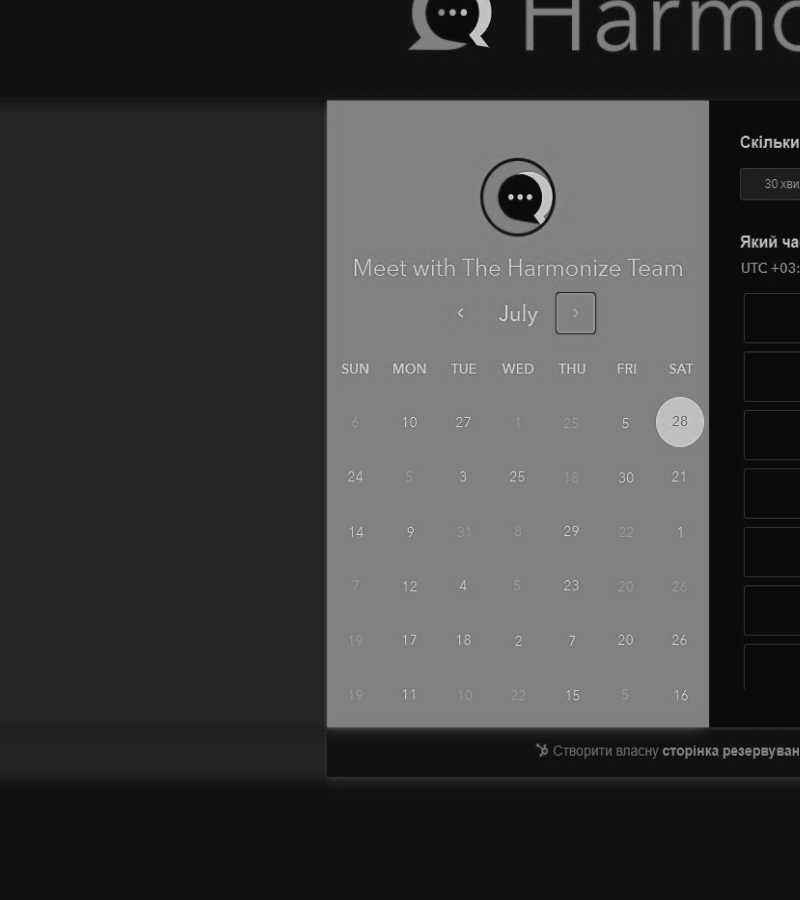 Harmo
Meet with The Harmonize Team
July
SUN MON TUE WED THU FRI SAT
6 10 27 1 25 5 28
24 5 3 25 18 30 21
14 9 31 8 29 22 1
7 12 4 5 23 20 26
19 17 18 2 7 20 26
19 11 10 22 15 5 16
Скільки
30 хви
Який ча
UTC +03:
Створити власну сторінка резервуван